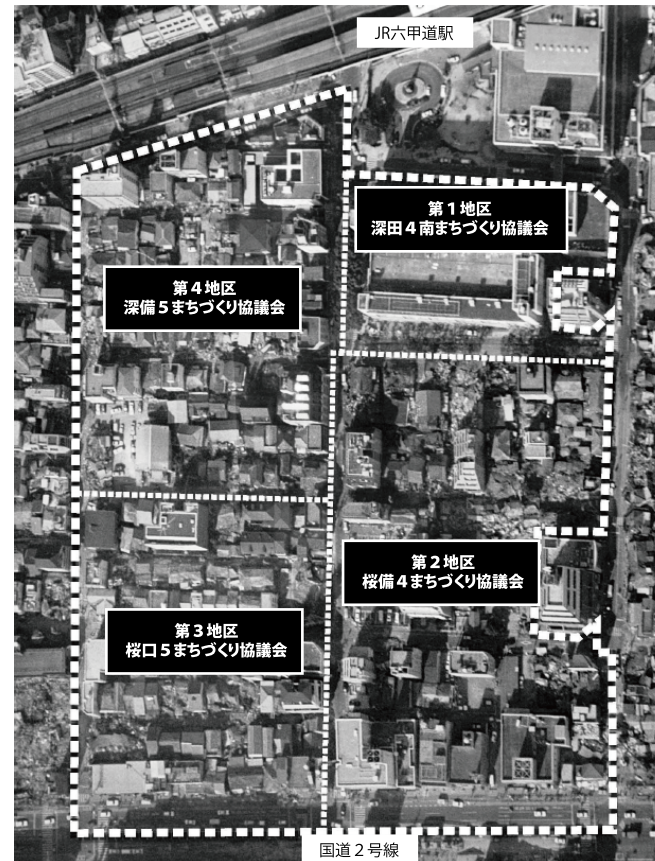 JR六甲道駅
第１地区
深田４南まちづくり協議会
第４地区
深備５まちづくり協議会
第２地区
桜備４まちづくり協議会
第３地区
桜口５まちづくり協議会
国道２号線